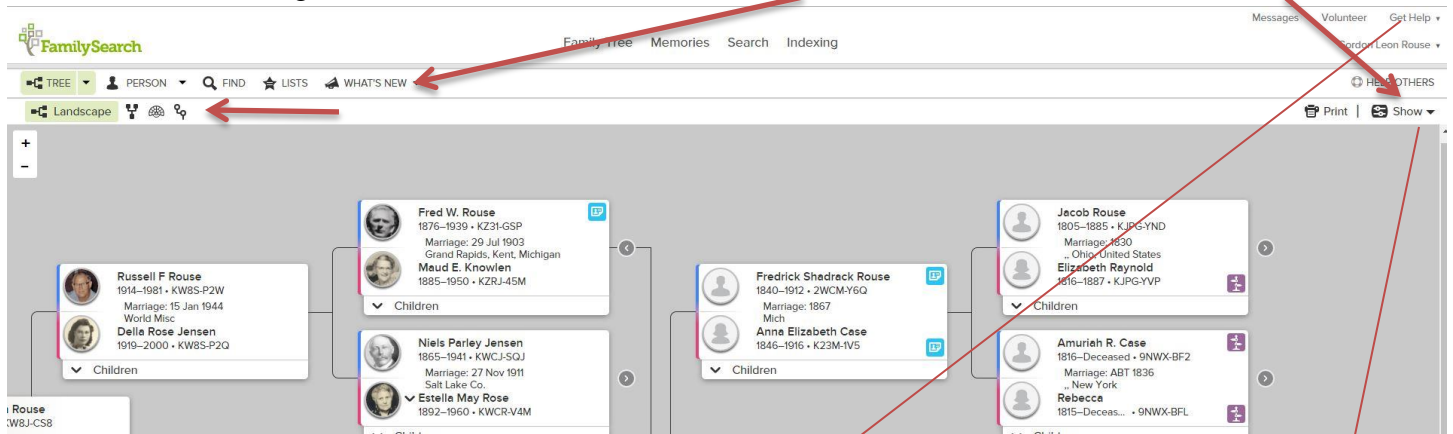 Messages Volunteer Get Help
FamilySearch Family Tree Memories Search Indexing Gordon Leon Rouse
TREE PERSON FIND LISTS WHAT'S NEW HELP OTHERS
Landscape Print | Show
+
-
Fred W. Rouse
1876–1939 • KZ31-GSP
Marriage: 29 Jul 1903
Grand Rapids, Kent, Michigan
Maud E. Knowlen
1885–1950 • KZRJ-45M
Children
Jacob Rouse
1805–1885 • KJPG-YND
Marriage: 1830
,, Ohio, United States
Elizabeth Raynold
1816–1887 • KJPG-YVP
Children
Russell F Rouse
1914–1981 • KW8S-P2W
Marriage: 15 Jan 1944
World Misc
Della Rose Jensen
1919–2000 • KW8S-P2Q
Children
Fredrick Shadrack Rouse
1840–1912 • 2WCM-Y6Q
Marriage: 1867
Mich
Anna Elizabeth Case
1846–1916 • K23M-1V5
Children
Niels Parley Jensen
1865–1941 • KWCJ-SQJ
Marriage: 27 Nov 1911
Salt Lake Co.
Estella May Rose
1892–1960 • KWCR-V4M
Amuriah R. Case
1816–Deceased • 9NWX-BF2
Marriage: ABT 1836
,, New York
Rebecca
1815–Deceas... • 9NWX-BFL
Rouse
KW8J-CS8